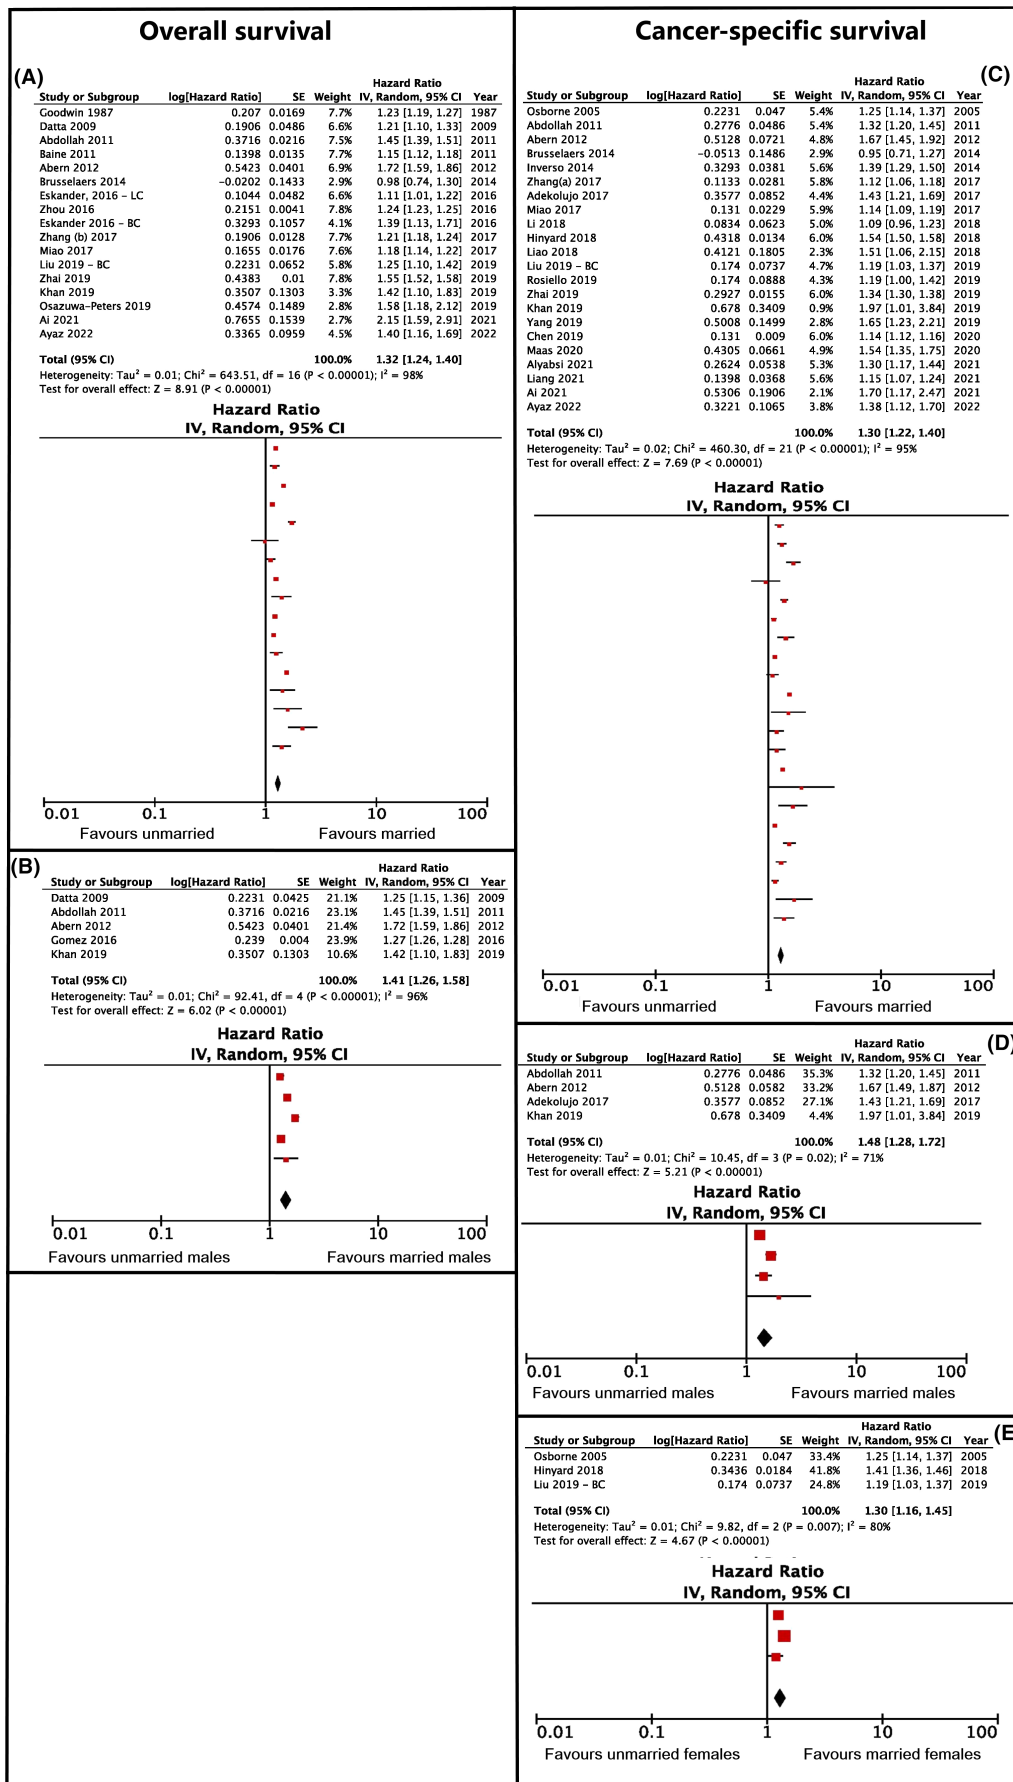 Overall survival
(A)
Hazard Ratio
Study or Subgroup log[Hazard Ratio] SE Weight IV, Random, 95% CI Year
Goodwin 1987 0.207 0.0169 7.7% 1.23 [1.19, 1.27] 1987
Datta 2009 0.1906 0.0486 6.6% 1.21 [1.10, 1.33] 2009
Abdollah 2011 0.3716 0.0216 7.5% 1.45 [1.39, 1.51] 2011
Baine 2011 0.1398 0.0135 7.7% 1.15 [1.12, 1.18] 2011
Abern 2012 0.5423 0.0401 6.9% 1.72 [1.59, 1.86] 2012
Brusselaers 2014 −0.0202 0.1433 2.9% 0.98 [0.74, 1.30] 2014
Eskander, 2016 – LC 0.1044 0.0482 6.6% 1.11 [1.01, 1.22] 2016
Zhou 2016 0.2151 0.0041 7.8% 1.24 [1.23, 1.25] 2016
Eskander 2016 – BC 0.3293 0.1057 4.1% 1.39 [1.13, 1.71] 2016
Zhang (b) 2017 0.1906 0.0128 7.7% 1.21 [1.18, 1.24] 2017
Miao 2017 0.1655 0.0176 7.6% 1.18 [1.14, 1.22] 2017
Liu 2019 – BC 0.2231 0.0652 5.8% 1.25 [1.10, 1.42] 2019
Zhai 2019 0.4383 0.01 7.8% 1.55 [1.52, 1.58] 2019
Khan 2019 0.3507 0.1303 3.3% 1.42 [1.10, 1.83] 2019
Osazuwa–Peters 2019 0.4574 0.1489 2.8% 1.58 [1.18, 2.12] 2019
Ai 2021 0.7655 0.1539 2.7% 2.15 [1.59, 2.91] 2021
Ayaz 2022 0.3365 0.0959 4.5% 1.40 [1.16, 1.69] 2022
Total (95% CI) 100.0% 1.32 [1.24, 1.40]
Heterogeneity: Tau² = 0.01; Chi² = 643.51, df = 16 (P < 0.00001); I² = 98%
Test for overall effect: Z = 8.91 (P < 0.00001)
Hazard Ratio
IV, Random, 95% CI
0.01 0.1 1 10 100
Favours unmarried Favours married
(B)
Hazard Ratio
Study or Subgroup log[Hazard Ratio] SE Weight IV, Random, 95% CI Year
Datta 2009 0.2231 0.0425 21.1% 1.25 [1.15, 1.36] 2009
Abdollah 2011 0.3716 0.0216 23.1% 1.45 [1.39, 1.51] 2011
Abern 2012 0.5423 0.0401 21.4% 1.72 [1.59, 1.86] 2012
Gomez 2016 0.239 0.004 23.9% 1.27 [1.26, 1.28] 2016
Khan 2019 0.3507 0.1303 10.6% 1.42 [1.10, 1.83] 2019
Total (95% CI) 100.0% 1.41 [1.26, 1.58]
Heterogeneity: Tau² = 0.01; Chi² = 92.41, df = 4 (P < 0.00001); I² = 96%
Test for overall effect: Z = 6.02 (P < 0.00001)
Hazard Ratio
IV, Random, 95% CI
0.01 0.1 1 10 100
Favours unmarried males Favours married males
Cancer-specific survival
(C)
Hazard Ratio
Study or Subgroup log[Hazard Ratio] SE Weight IV, Random, 95% CI Year
Osborne 2005 0.2231 0.047 5.4% 1.25 [1.14, 1.37] 2005
Abdollah 2011 0.2776 0.0486 5.4% 1.32 [1.20, 1.45] 2011
Abern 2012 0.5128 0.0721 4.8% 1.67 [1.45, 1.92] 2012
Brusselaers 2014 −0.0513 0.1486 2.9% 0.95 [0.71, 1.27] 2014
Inverso 2014 0.3293 0.0381 5.6% 1.39 [1.29, 1.50] 2014
Zhang(a) 2017 0.1133 0.0281 5.8% 1.12 [1.06, 1.18] 2017
Adekolujo 2017 0.3577 0.0852 4.4% 1.43 [1.21, 1.69] 2017
Miao 2017 0.131 0.0229 5.9% 1.14 [1.09, 1.19] 2017
Li 2018 0.0834 0.0623 5.0% 1.09 [0.96, 1.23] 2018
Hinyard 2018 0.4318 0.0134 6.0% 1.54 [1.50, 1.58] 2018
Liao 2018 0.4121 0.1805 2.3% 1.51 [1.06, 2.15] 2018
Liu 2019 – BC 0.174 0.0737 4.7% 1.19 [1.03, 1.37] 2019
Rosiello 2019 0.174 0.0888 4.3% 1.19 [1.00, 1.42] 2019
Zhai 2019 0.2927 0.0155 6.0% 1.34 [1.30, 1.38] 2019
Khan 2019 0.678 0.3409 0.9% 1.97 [1.01, 3.84] 2019
Yang 2019 0.5008 0.1499 2.8% 1.65 [1.23, 2.21] 2019
Chen 2019 0.131 0.009 6.0% 1.14 [1.12, 1.16] 2020
Maas 2020 0.4305 0.0661 4.9% 1.54 [1.35, 1.75] 2020
Alyabsi 2021 0.2624 0.0538 5.3% 1.30 [1.17, 1.44] 2021
Liang 2021 0.1398 0.0368 5.6% 1.15 [1.07, 1.24] 2021
Ai 2021 0.5306 0.1906 2.1% 1.70 [1.17, 2.47] 2021
Ayaz 2022 0.3221 0.1065 3.8% 1.38 [1.12, 1.70] 2022
Total (95% CI) 100.0% 1.30 [1.22, 1.40]
Heterogeneity: Tau² = 0.02; Chi² = 460.30, df = 21 (P < 0.00001); I² = 95%
Test for overall effect: Z = 7.69 (P < 0.00001)
Hazard Ratio
IV, Random, 95% CI
0.01 0.1 1 10 100
Favours unmarried Favours married
(D)
Hazard Ratio
Study or Subgroup log[Hazard Ratio] SE Weight IV, Random, 95% CI Year
Abdollah 2011 0.2776 0.0486 35.3% 1.32 [1.20, 1.45] 2011
Abern 2012 0.5128 0.0582 33.2% 1.67 [1.49, 1.87] 2012
Adekolujo 2017 0.3577 0.0852 27.1% 1.43 [1.21, 1.69] 2017
Khan 2019 0.678 0.3409 4.4% 1.97 [1.01, 3.84] 2019
Total (95% CI) 100.0% 1.48 [1.28, 1.72]
Heterogeneity: Tau² = 0.01; Chi² = 10.45, df = 3 (P = 0.02); I² = 71%
Test for overall effect: Z = 5.21 (P < 0.00001)
Hazard Ratio
IV, Random, 95% CI
0.01 0.1 1 10 100
Favours unmarried males Favours married males
(E
Hazard Ratio
Study or Subgroup log[Hazard Ratio] SE Weight IV, Random, 95% CI Year
Osborne 2005 0.2231 0.047 33.4% 1.25 [1.14, 1.37] 2005
Hinyard 2018 0.3436 0.0184 41.8% 1.41 [1.36, 1.46] 2018
Liu 2019 – BC 0.174 0.0737 24.8% 1.19 [1.03, 1.37] 2019
Total (95% CI) 100.0% 1.30 [1.16, 1.45]
Heterogeneity: Tau² = 0.01; Chi² = 9.82, df = 2 (P = 0.007); I² = 80%
Test for overall effect: Z = 4.67 (P < 0.00001)
Hazard Ratio
IV, Random, 95% CI
0.01 0.1 1 10 100
Favours unmarried females Favours married females